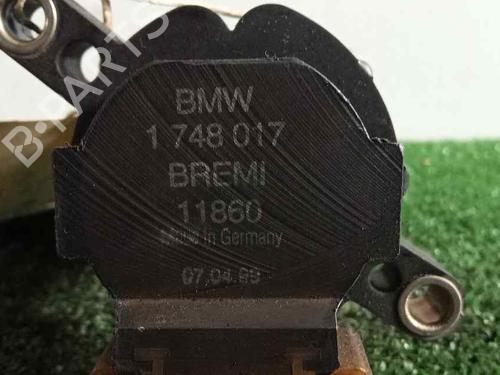 BMW
1 748 017
BREMI
11860
Made in Germany
07.04.99
B-PARTS